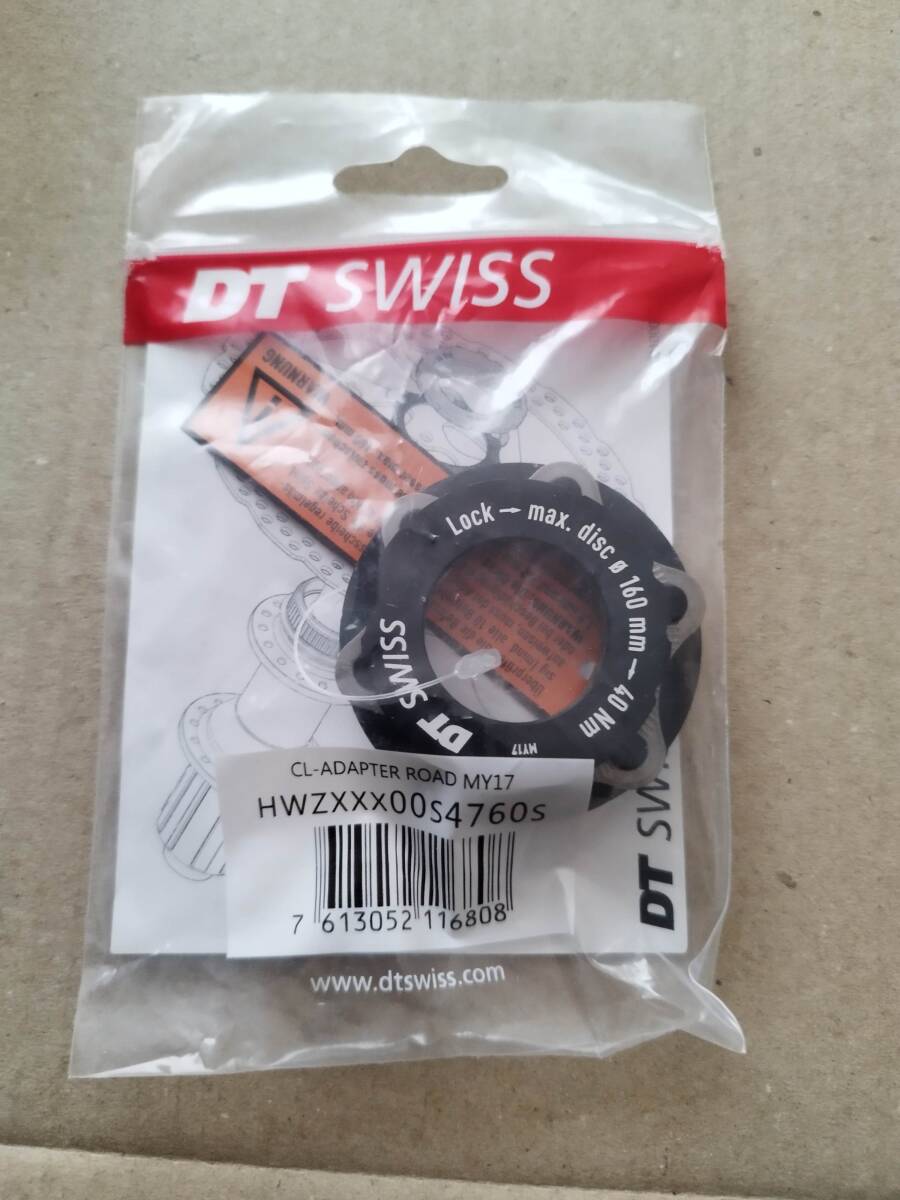 DT SWISS
WARNUNG
Lock → max. disc ø 160 mm → 40 Nm
DT SWISS
MY17
CL-ADAPTER ROAD MY17
HWZXXX00S4760S
7 613052 116808
DT SW
www.dtswiss.com